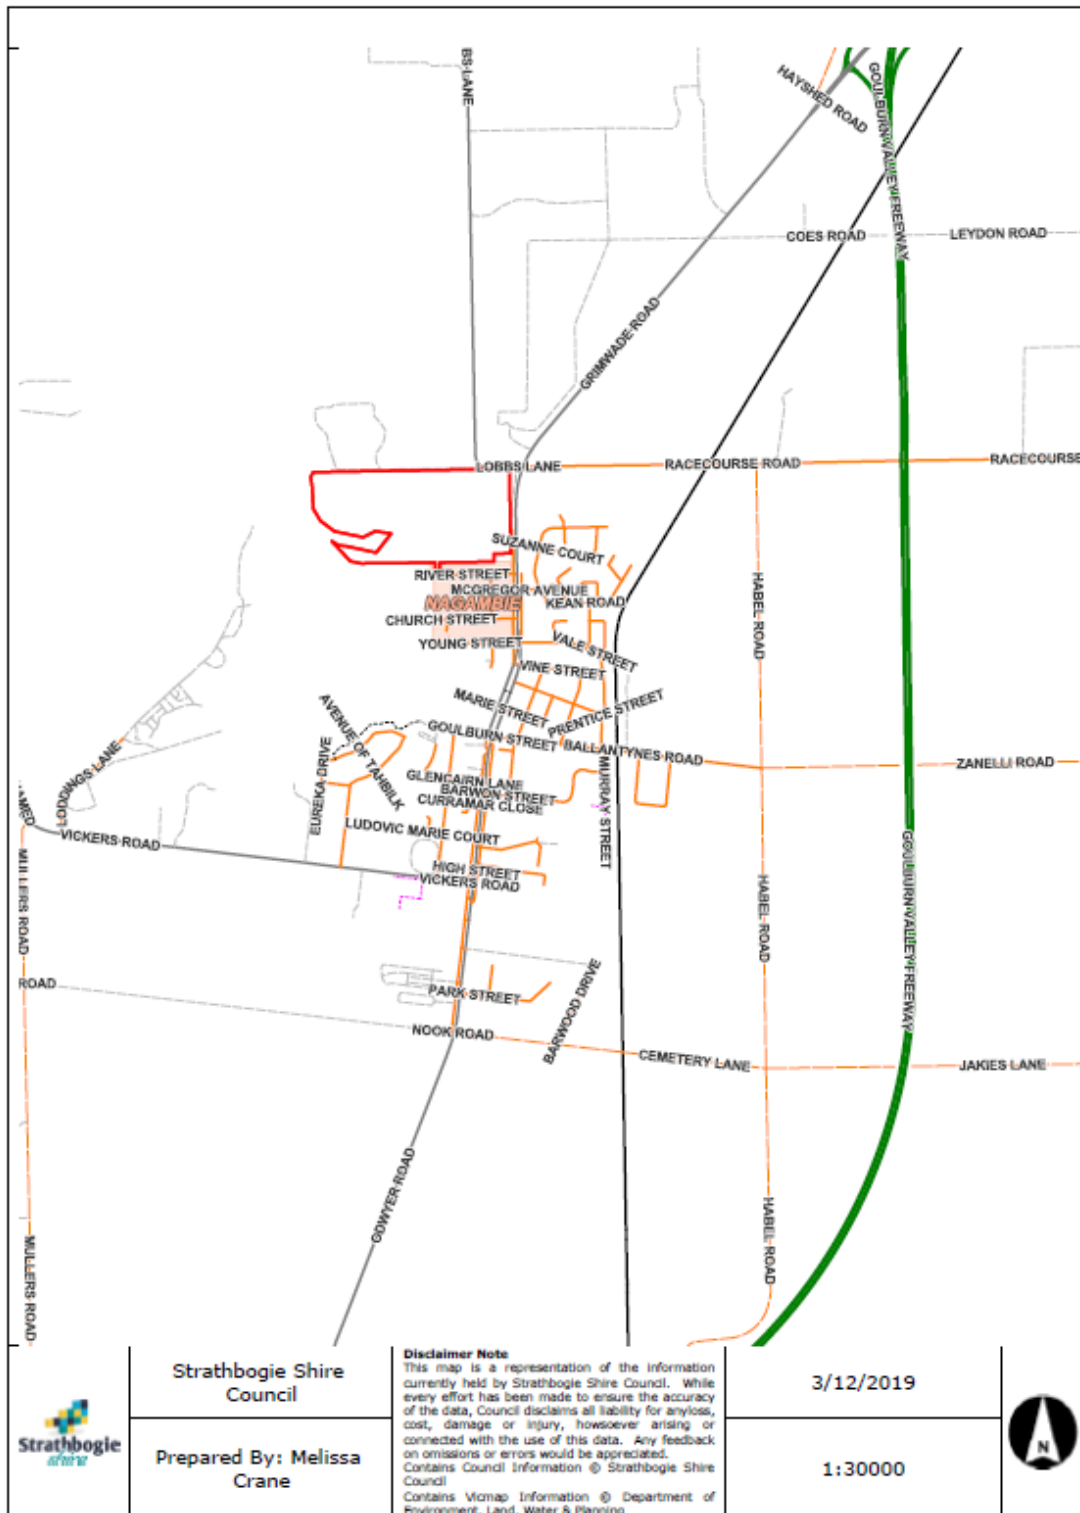 BS LANE
HAYSHED ROAD
GOULBURN VALLEY FREEWAY
COES ROAD
LEYDON ROAD
GRIMWADE ROAD
LOBBS LANE
RACECOURSE ROAD
RACECOURSE
SUZANNE COURT
RIVER STREET
MCGREGOR AVENUE
KEAN ROAD
NAGAMBIE
CHURCH STREET
YOUNG STREET
VALE STREET
VINE STREET
HABEL ROAD
MARIE STREET
PRENTICE STREET
AVENUE OF TAHBILK
GOULBURN STREET
BALLANTYNES ROAD
ZANELLI ROAD
EUREKA DRIVE
LODDINGS LANE
GLENCAIRN LANE
BARWON STREET
CURRAMAR CLOSE
MURRAY STREET
LUDOVIC MARIE COURT
VICKERS ROAD
HIGH STREET
VICKERS ROAD
MULLERS ROAD
GOULBURN VALLEY FREEWAY
HABEL ROAD
ROAD
PARK STREET
BARWOOD DRIVE
NOOK ROAD
CEMETERY LANE
JAKIES LANE
ODWYER ROAD
HABEL ROAD
MULLERS ROAD
Strathbogie
shire
Strathbogie Shire
Council
Prepared By: Melissa
Crane
Disclaimer Note
This map is a representation of the information
currently held by Strathbogie Shire Council. While
every effort has been made to ensure the accuracy
of the data, Council disclaims all liability for anyloss,
cost, damage or injury, howsoever arising or
connected with the use of this data. Any feedback
on omissions or errors would be appreciated.
Contains Council Information © Strathbogie Shire
Council
Contains Vicmap Information © Department of
Environment, Land, Water & Planning
3/12/2019
1:30000
N